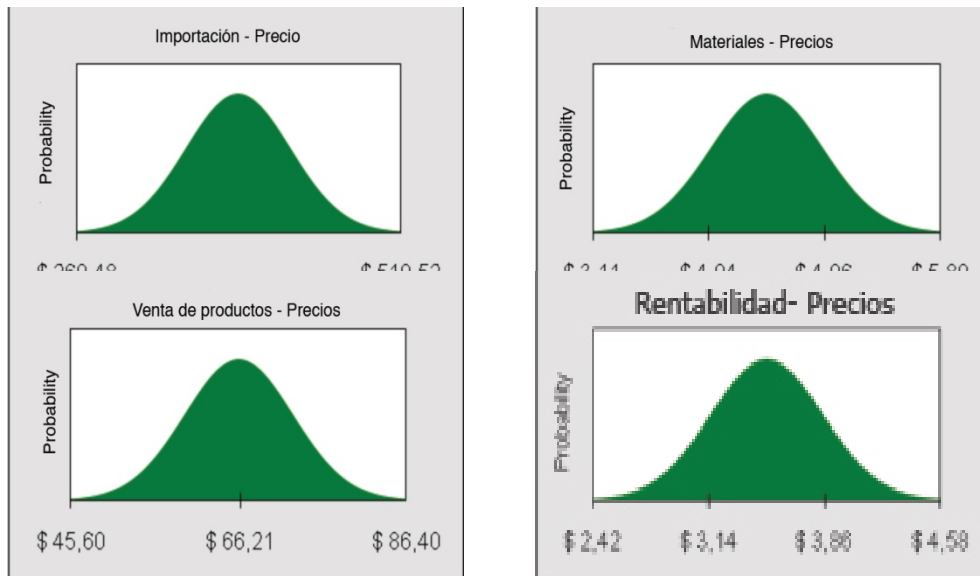 Importación - Precio
Probability
Materiales - Precios
Probability
Venta de productos - Precios
Probability
$ 45,60 $ 66,21 $ 86,40
Rentabilidad- Precios
Probability
$ 2,42 $ 3,14 $ 3,86 $ 4,58